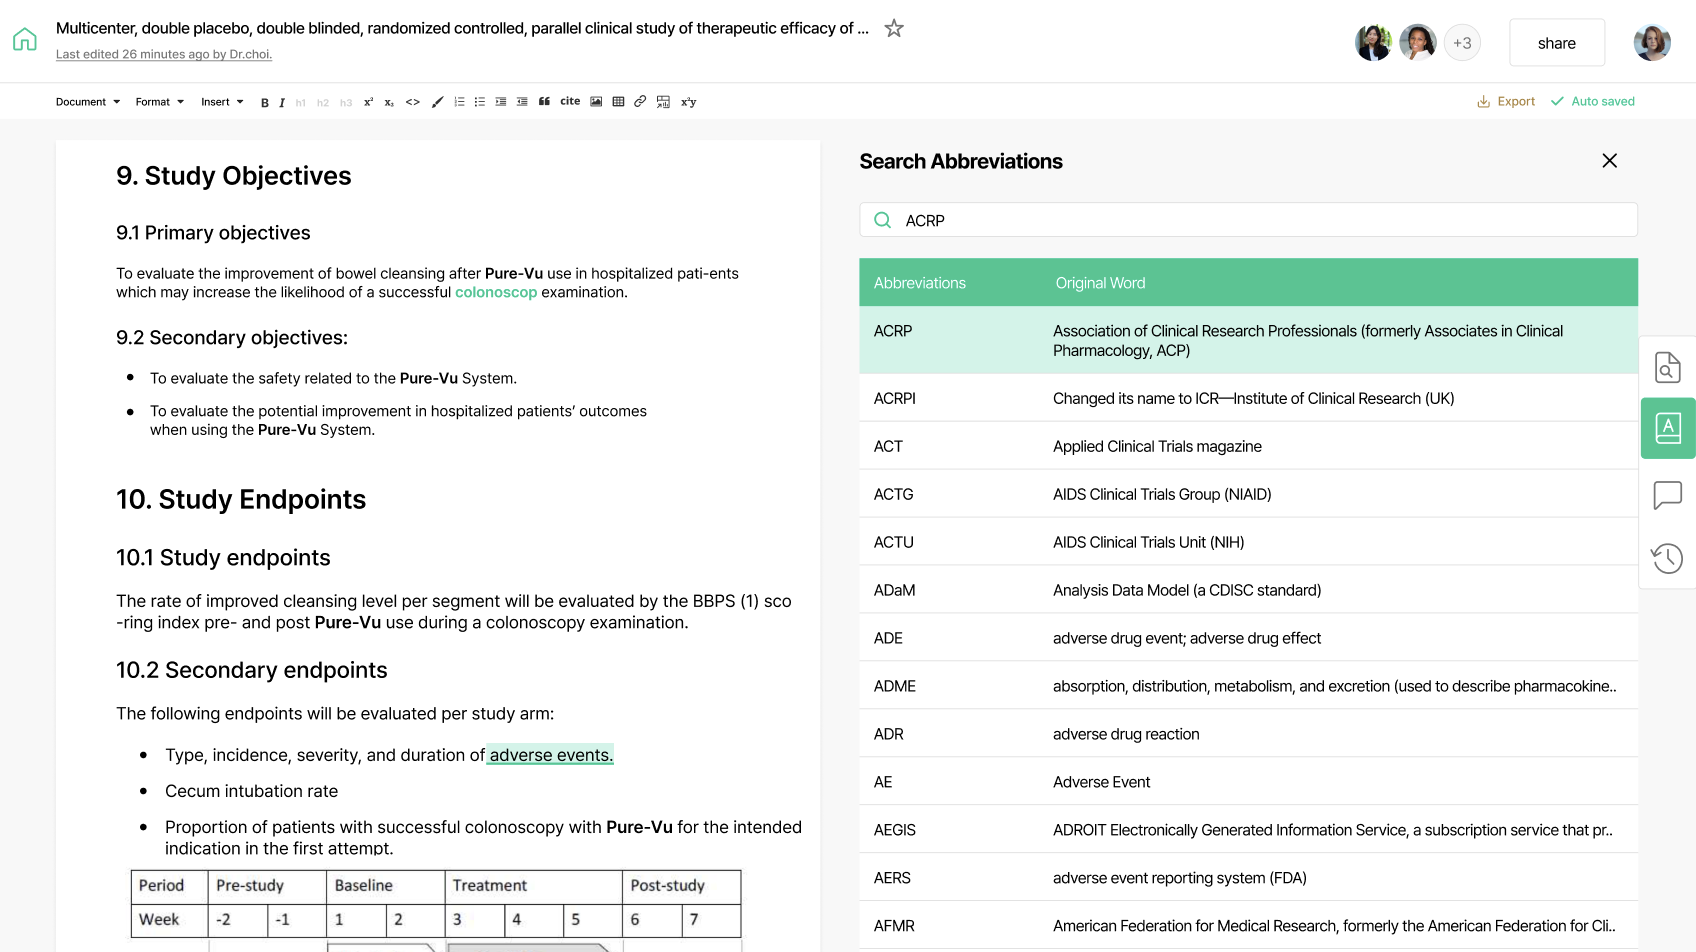 Multicenter, double placebo, double blinded, randomized controlled, parallel clinical study of therapeutic efficacy of ...
Last edited 26 minutes ago by Dr.choi.
+3
share
Document
Format
Insert
B I h1 h2 h3 x² x₂ <> cite x²y
Export
Auto saved
9. Study Objectives
9.1 Primary objectives
To evaluate the improvement of bowel cleansing after Pure-Vu use in hospitalized pati-ents
which may increase the likelihood of a successful colonoscop examination.
9.2 Secondary objectives:
• To evaluate the safety related to the Pure-Vu System.
• To evaluate the potential improvement in hospitalized patients’ outcomes
when using the Pure-Vu System.
10. Study Endpoints
10.1 Study endpoints
The rate of improved cleansing level per segment will be evaluated by the BBPS (1) sco
-ring index pre- and post Pure-Vu use during a colonoscopy examination.
10.2 Secondary endpoints
The following endpoints will be evaluated per study arm:
• Type, incidence, severity, and duration of adverse events.
• Cecum intubation rate
• Proportion of patients with successful colonoscopy with Pure-Vu for the intended
indication in the first attempt.
Period Pre-study Baseline Treatment Post-study
Week -2 -1 1 2 3 4 5 6 7
Search Abbreviations
ACRP
Abbreviations Original Word
ACRP Association of Clinical Research Professionals (formerly Associates in Clinical
Pharmacology, ACP)
ACRPI Changed its name to ICR—Institute of Clinical Research (UK)
ACT Applied Clinical Trials magazine
ACTG AIDS Clinical Trials Group (NIAID)
ACTU AIDS Clinical Trials Unit (NIH)
ADaM Analysis Data Model (a CDISC standard)
ADE adverse drug event; adverse drug effect
ADME absorption, distribution, metabolism, and excretion (used to describe pharmacokine..
ADR adverse drug reaction
AE Adverse Event
AEGIS ADROIT Electronically Generated Information Service, a subscription service that pr..
AERS adverse event reporting system (FDA)
AFMR American Federation for Medical Research, formerly the American Federation for Cli..
A